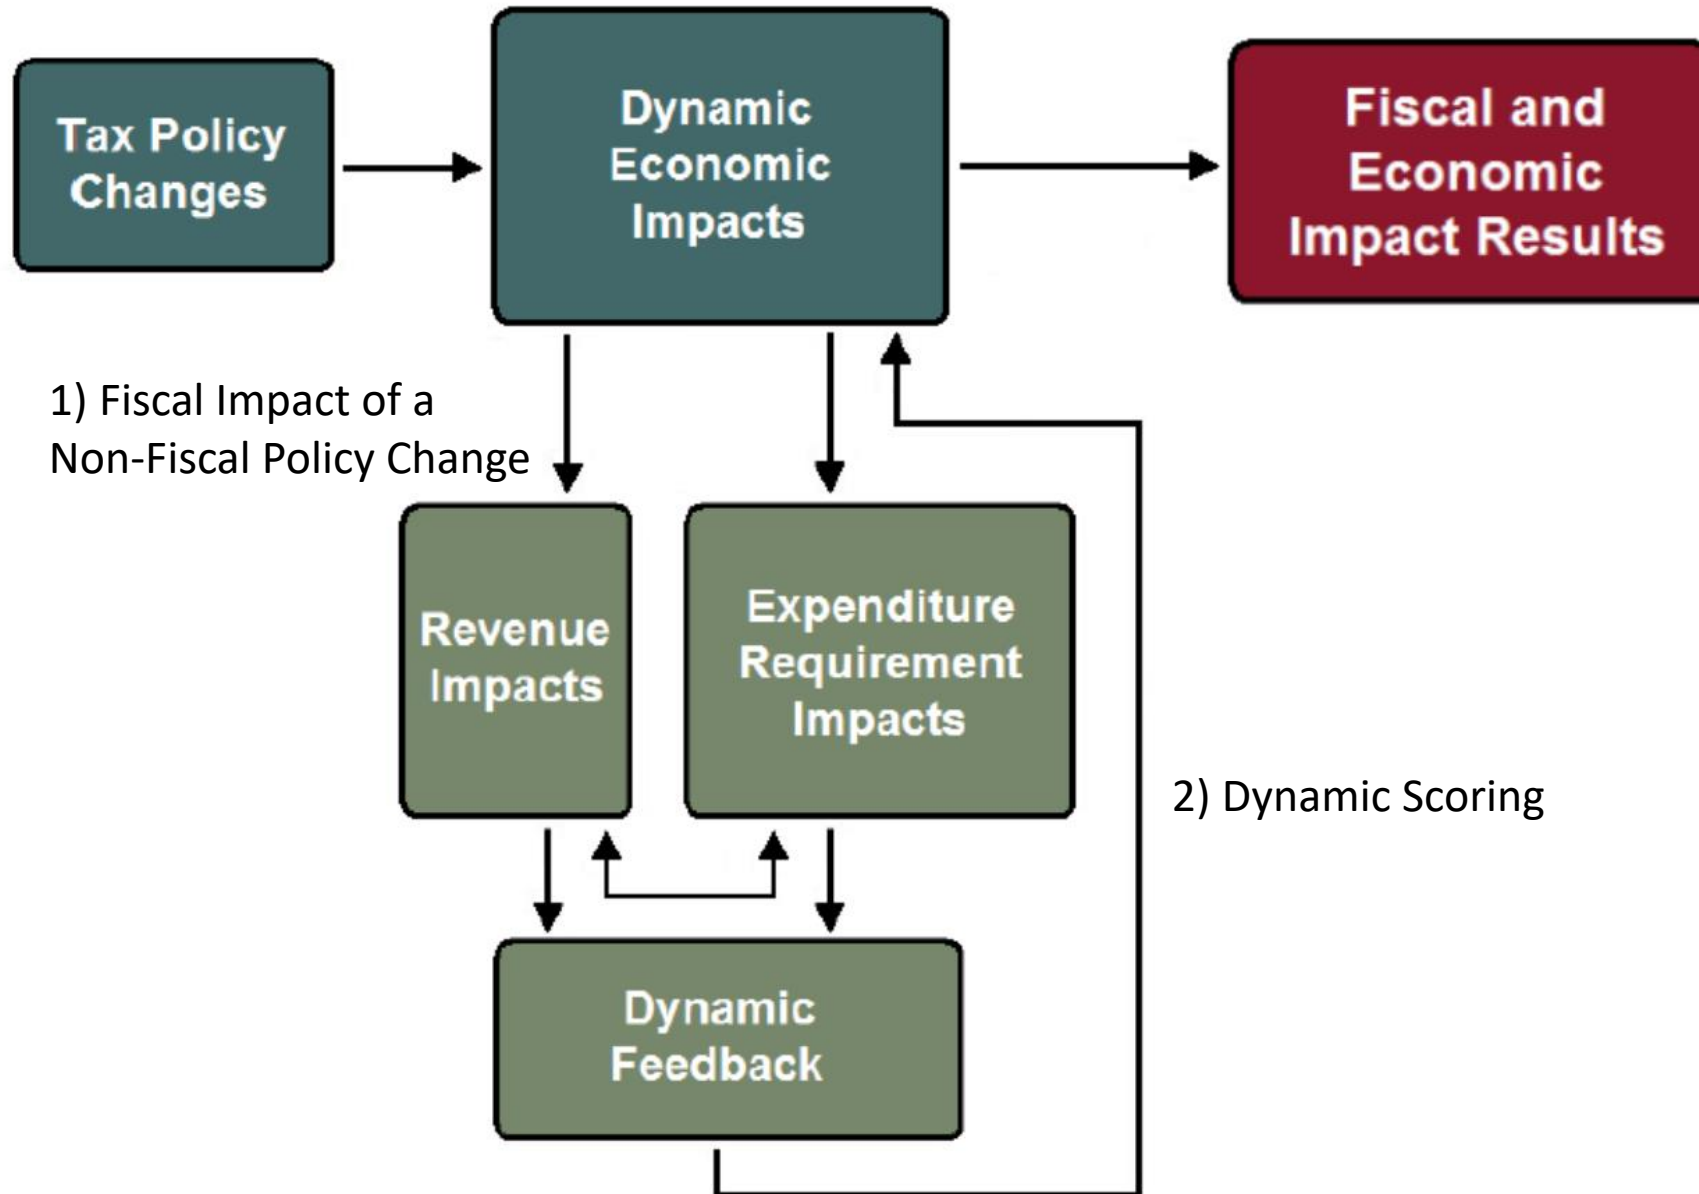 Tax Policy
Changes
Dynamic
Economic
Impacts
Fiscal and
Economic
Impact Results
1) Fiscal Impact of a
Non-Fiscal Policy Change
Revenue
Impacts
Expenditure
Requirement
Impacts
2) Dynamic Scoring
Dynamic
Feedback